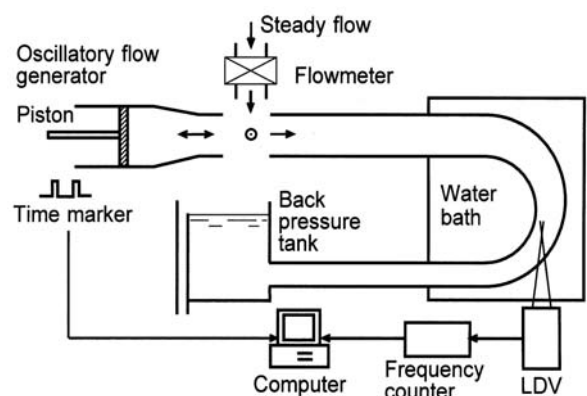 Steady flow
Oscillatory flow
generator
Flowmeter
Piston
Time marker
Back
pressure
tank
Water
bath
Computer
Frequency
counter
LDV